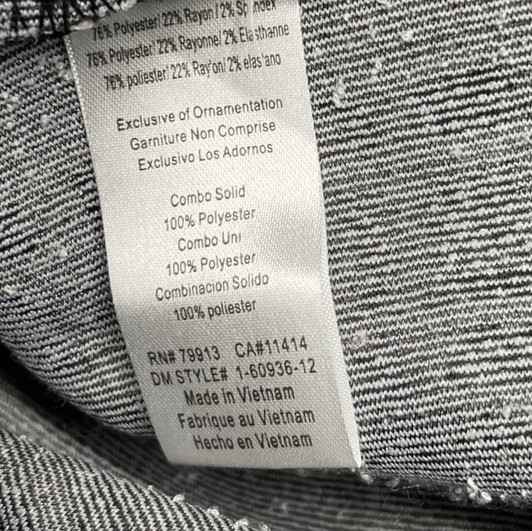 76% Polyester/ 22% Rayon/ 2% Spandex
76% Polyester/ 22% Rayonne/ 2% Elasthanne
76% poliester/ 22% Rayon/ 2% elastano
Exclusive of Ornamentation
Garniture Non Comprise
Exclusivo Los Adornos
Combo Solid
100% Polyester
Combo Uni
100% Polyester
Combinacion Solido
100% poliester
RN# 79913 CA#11414
DM STYLE# 1-60936-12
Made in Vietnam
Fabrique au Vietnam
Hecho en Vietnam